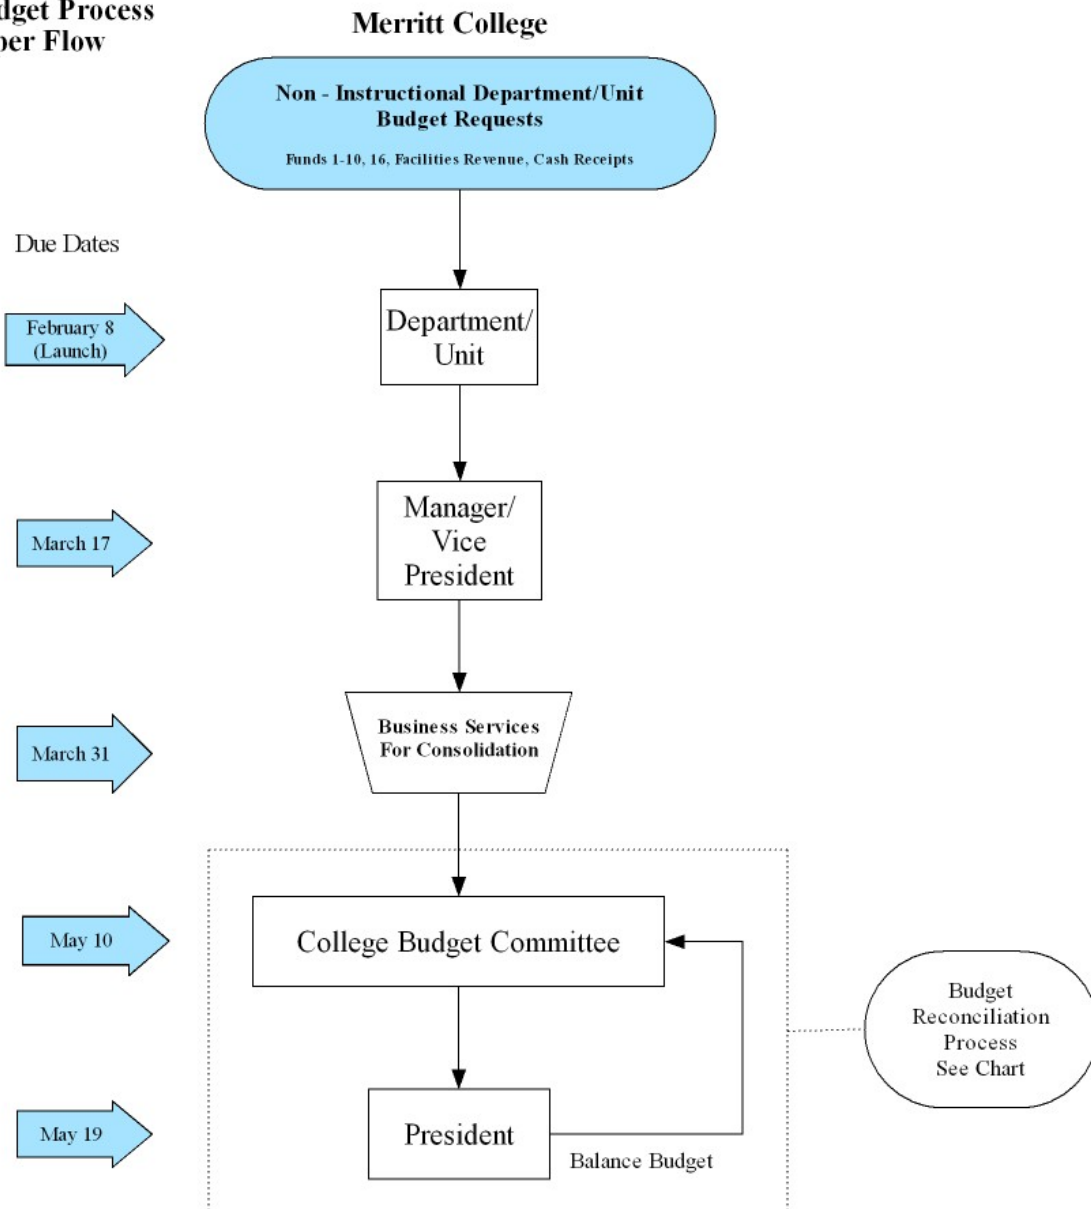 Process
Flow
Merritt College
Non - Instructional Department/Unit
Budget Requests
Funds 1-10, 16, Facilities Revenue, Cash Receipts
Due Dates
February 8
(Launch)
Department/
Unit
March 17
Manager/
Vice
President
March 31
Business Services
For Consolidation
May 10
College Budget Committee
Budget
Reconciliation
Process
See Chart
May 19
President
Balance Budget